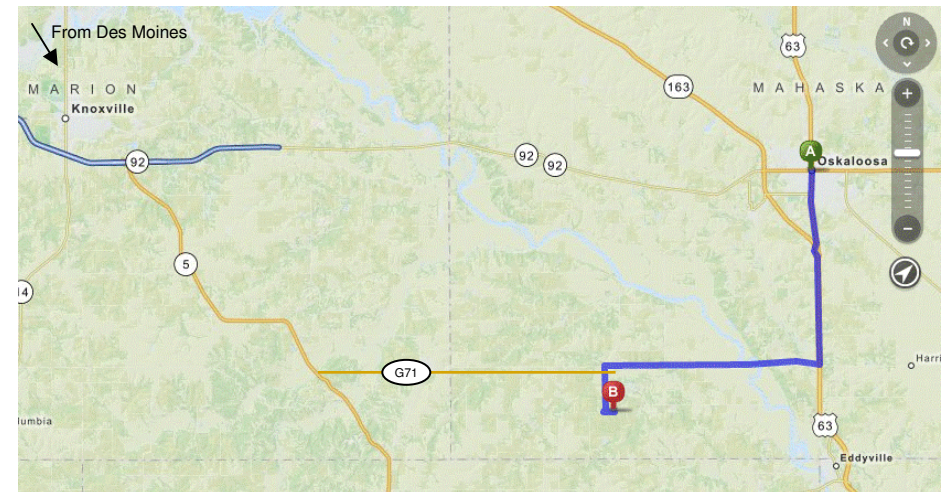 From Des Moines
N
63
163
MARION
MAHASKA
Knoxville
+
92
92
92
A
Oskaloosa
−
5
14
G71
Harri
B
lumbia
63
Eddyville